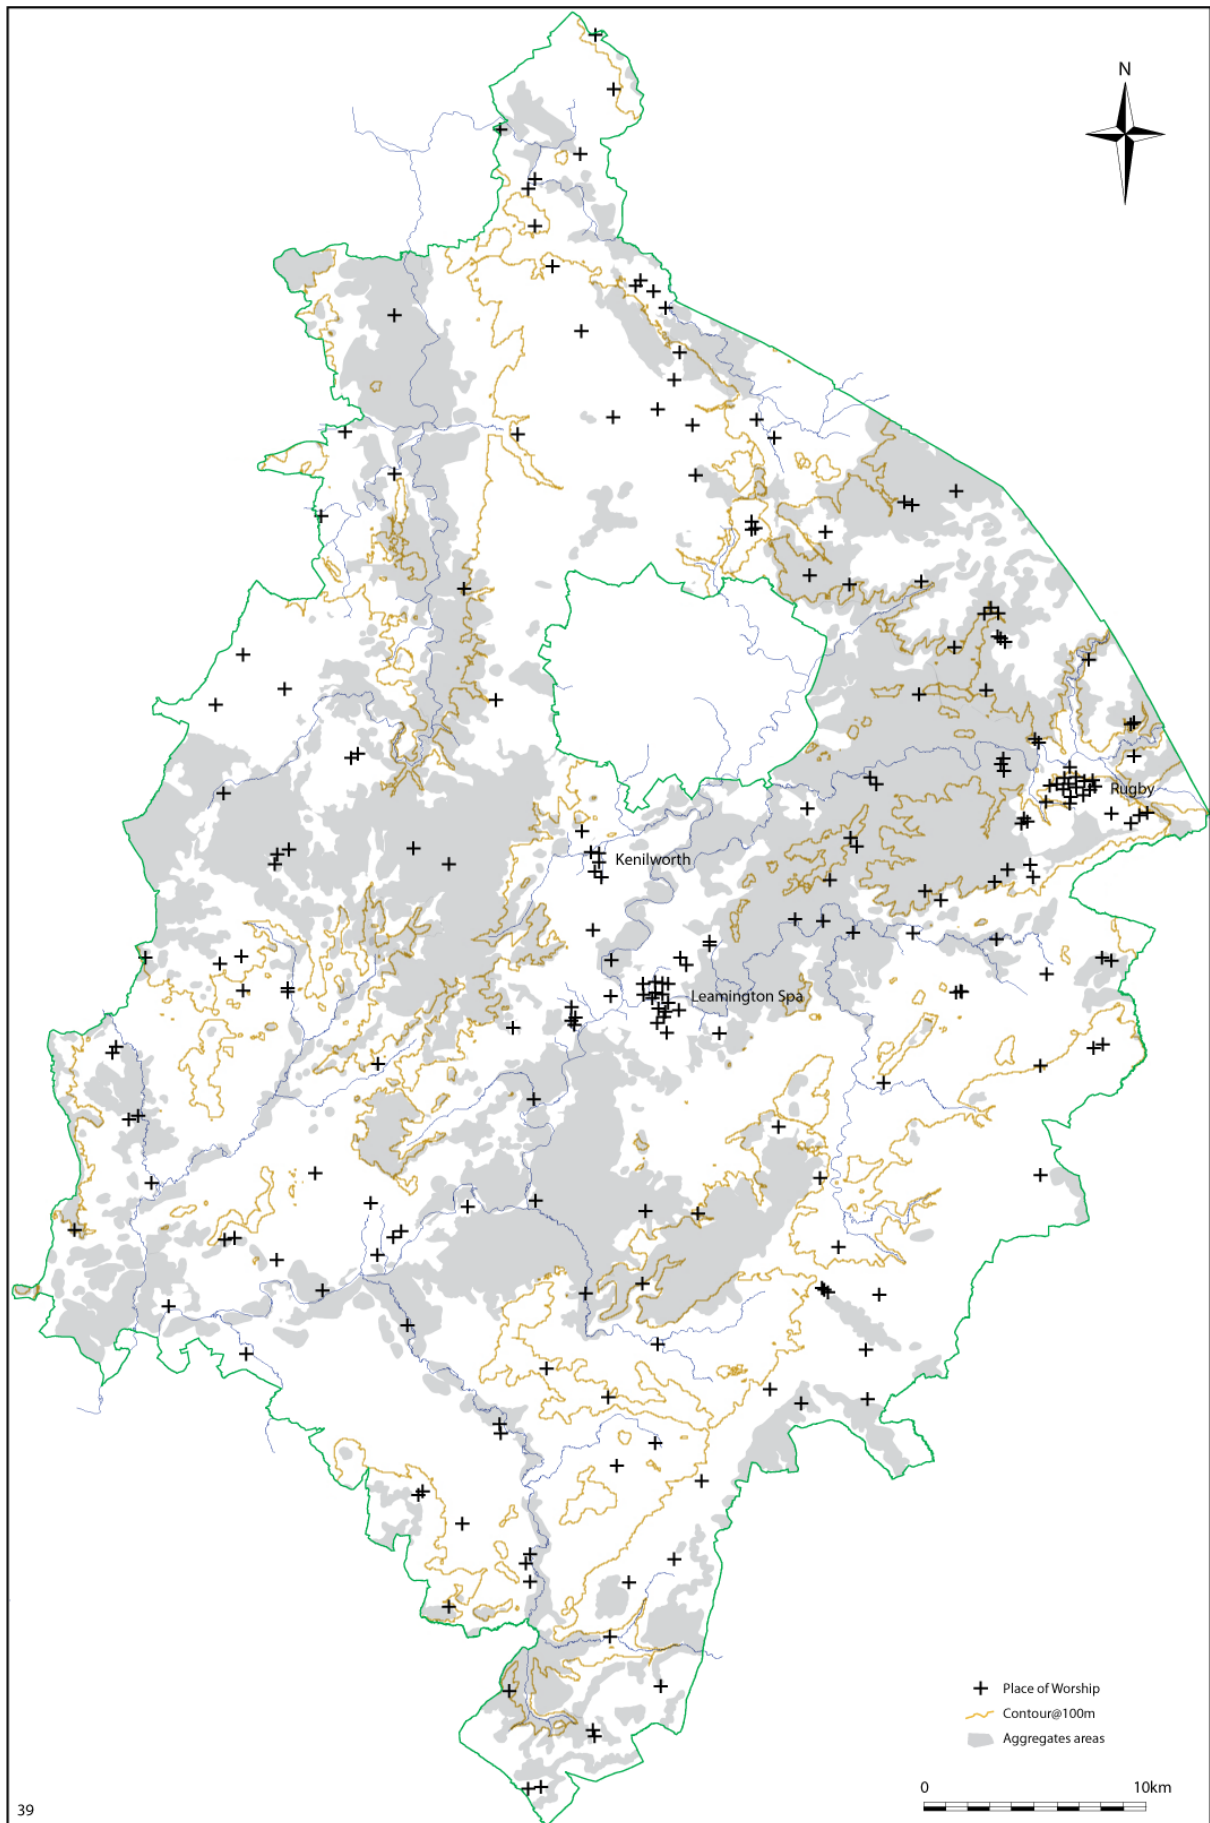 N
Rugby
Kenilworth
Leamington Spa
Place of Worship
Contour@100m
Aggregates areas
0 10km
39